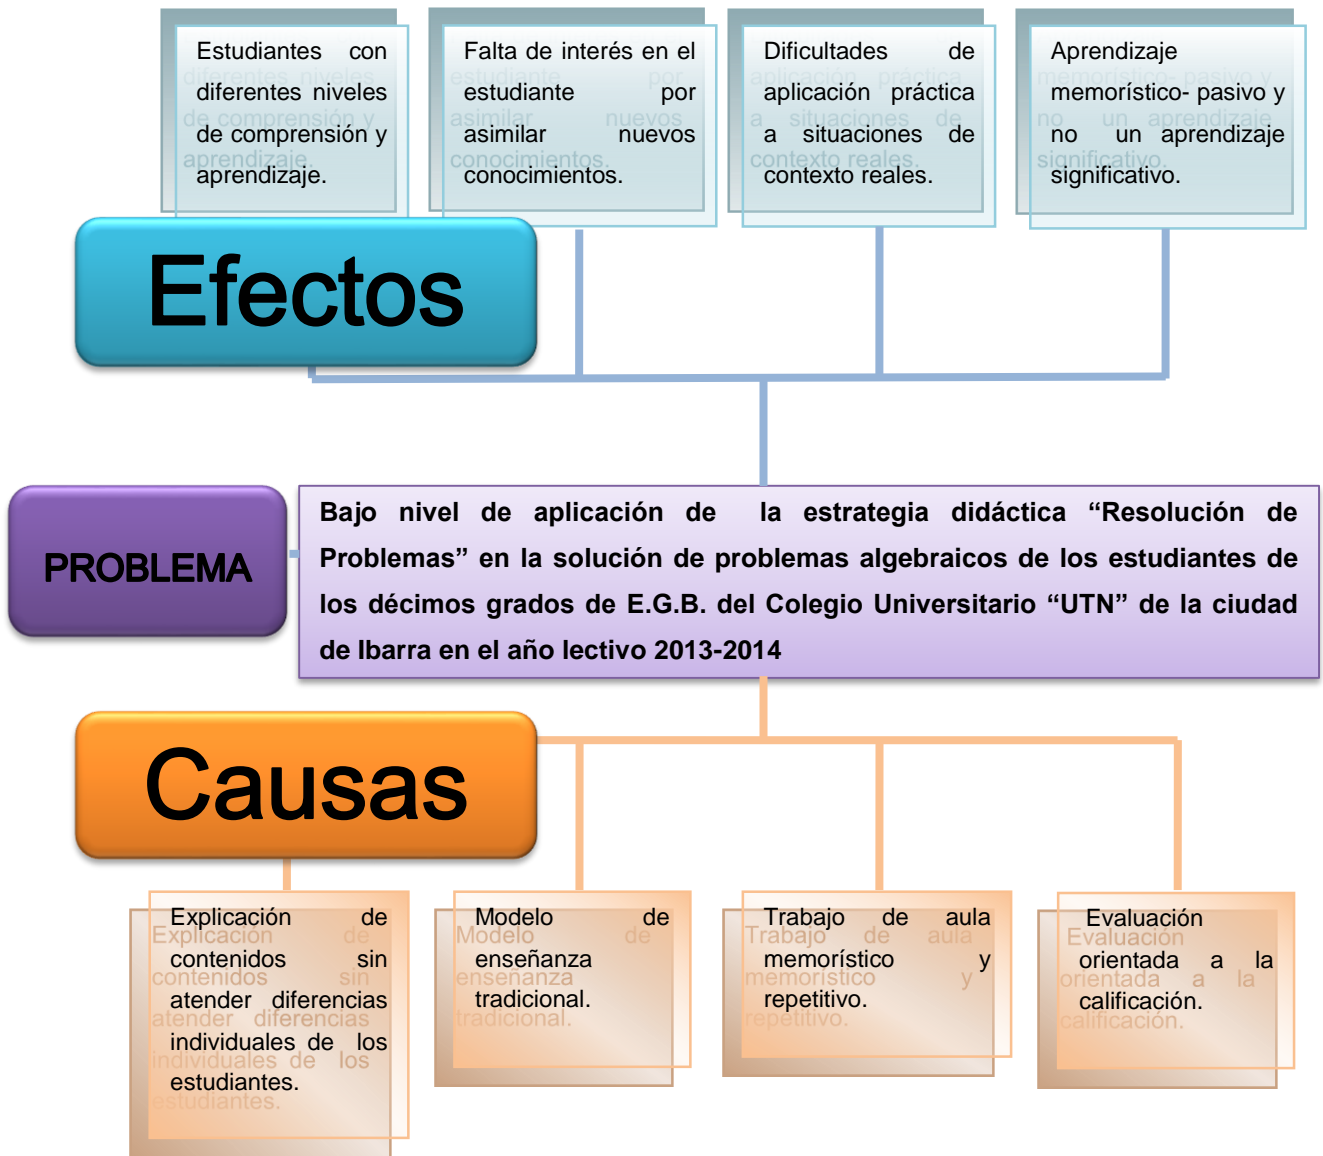 Estudiantes con
diferentes niveles
de comprensión y
aprendizaje.
Falta de interés en el
estudiante por
asimilar nuevos
conocimientos.
Dificultades de
aplicación práctica
a situaciones de
contexto reales.
Aprendizaje
memorístico- pasivo y
no un aprendizaje
significativo.
Efectos
PROBLEMA
Bajo nivel de aplicación de la estrategia didáctica “Resolución de
Problemas” en la solución de problemas algebraicos de los estudiantes de
los décimos grados de E.G.B. del Colegio Universitario “UTN” de la ciudad
de Ibarra en el año lectivo 2013-2014
Causas
Explicación de
contenidos sin
atender diferencias
individuales de los
estudiantes.
Modelo de
enseñanza
tradicional.
Trabajo de aula
memorístico y
repetitivo.
Evaluación
orientada a la
calificación.